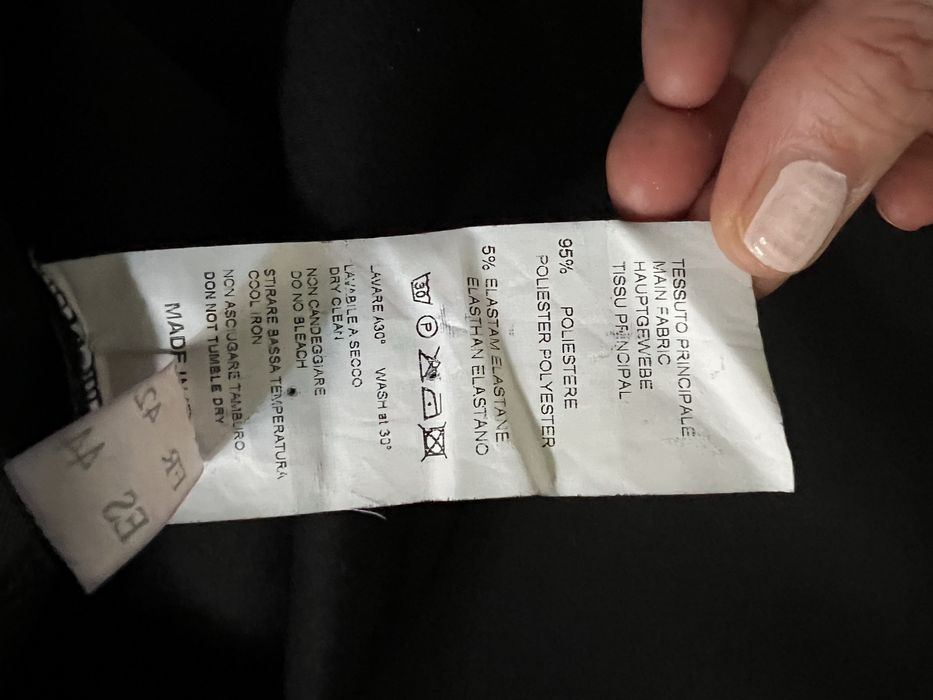 TESSUTO PRINCIPALE
MAIN FABRIC
HAUPTGEWEBE
TISSU PRINCIPAL
95% POLIESTERE
POLIESTER POLYESTER
5% ELASTAM ELASTANE
ELASTHAN ELASTANO
30 P
LAVARE A30° WASH at 30°
LAVABILE A SECCO
DRY CLEAN
NON CANDEGGIARE
DO NO BLEACH
STIRARE BASSA TEMPERATURA
COOL IRON
NON ASCIUGARE TAMBURO
DON NOT TUMBLE DRY
MADE IN
42
FR
44
ES